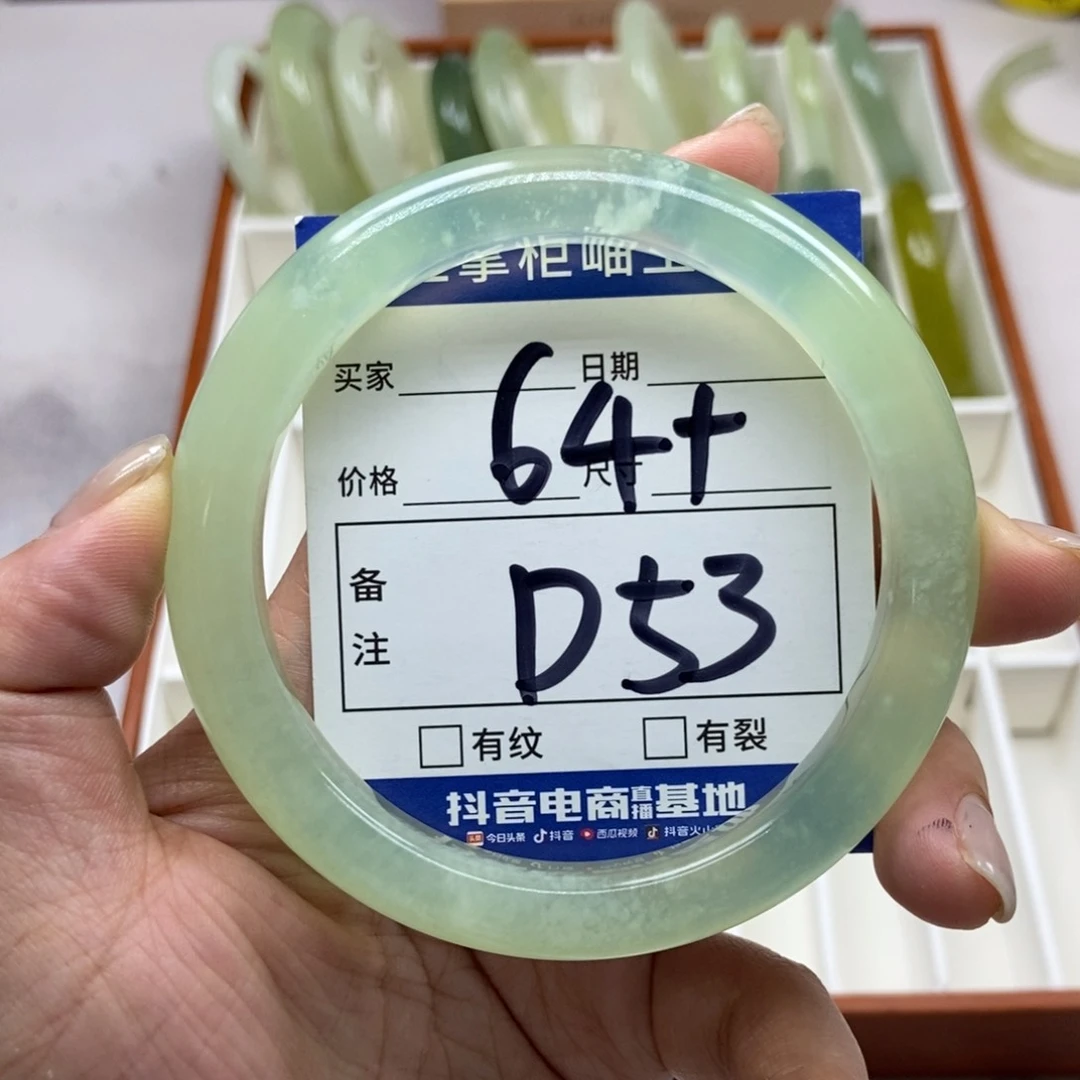 掌柜岫玉
买家 日期
64+
价格 尺寸
备注
D53
有纹 有裂
抖音电商直播基地
今日头条 抖音 西瓜视频 抖音火山